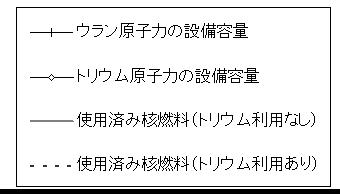 ウラン原子力の設備容量
トリウム原子力の設備容量
使用済み核燃料(トリウム利用なし)
使用済み核燃料(トリウム利用あり)